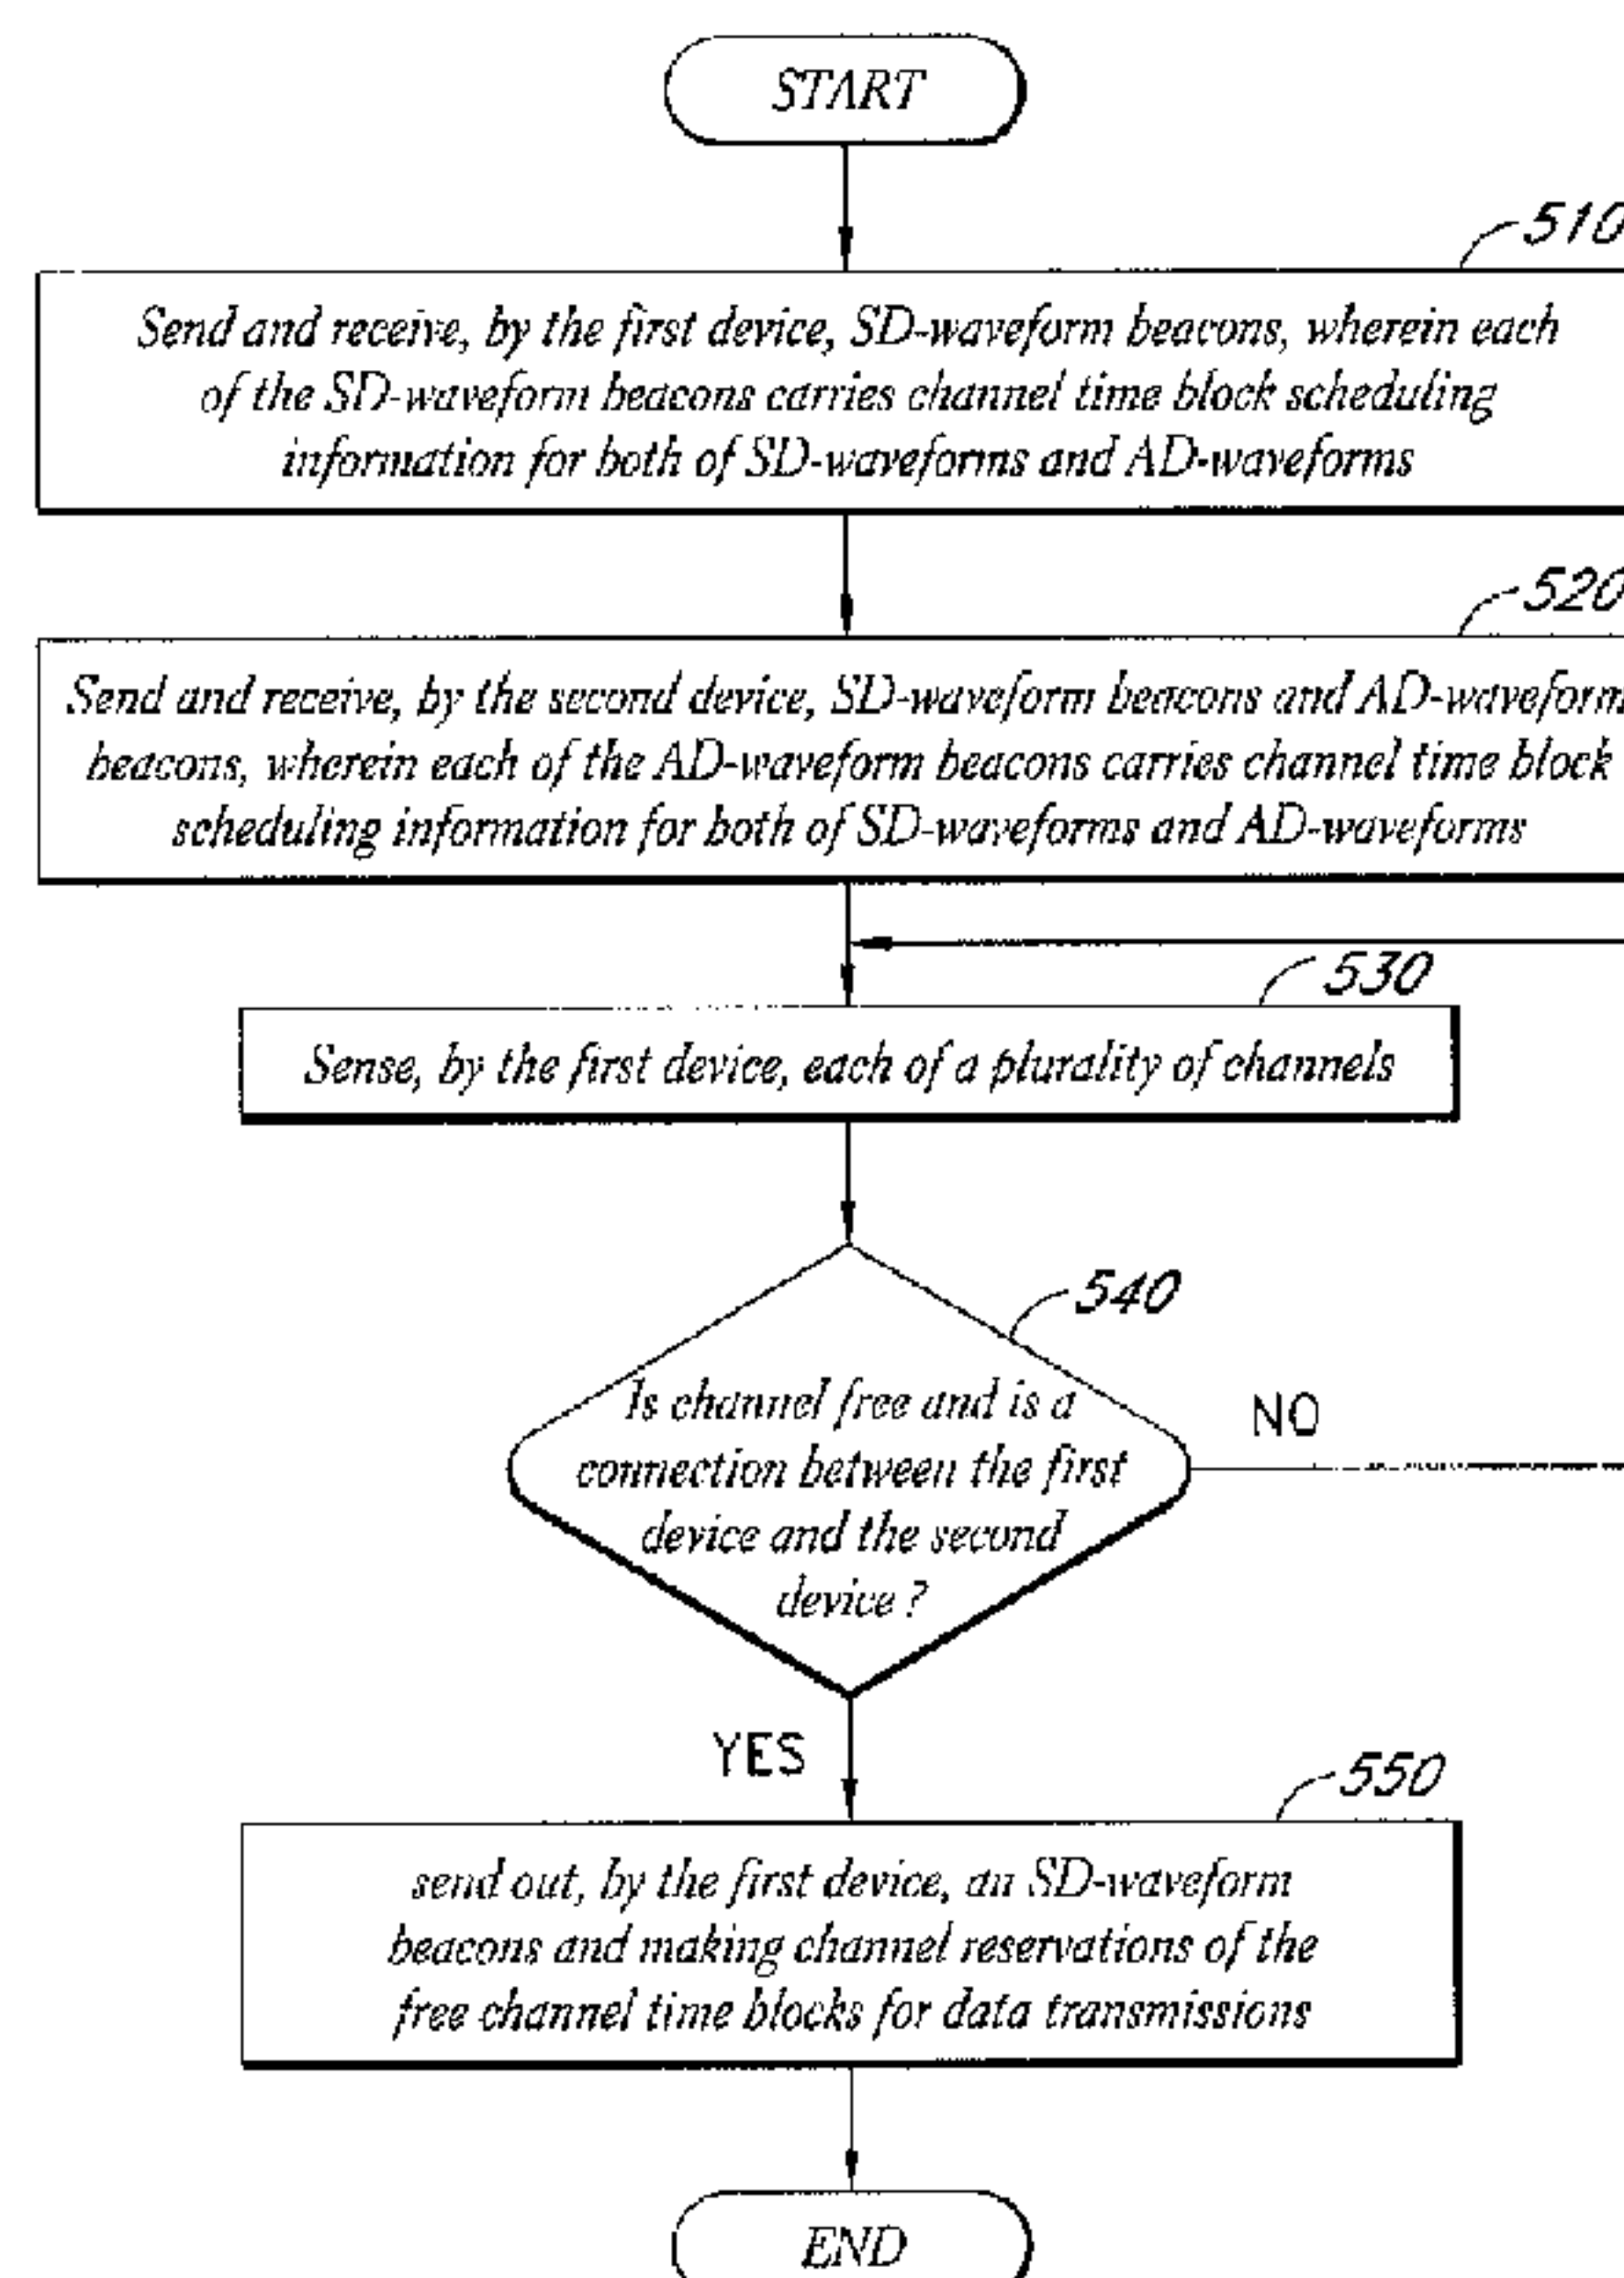 START
510
Send and receive, by the first device, SD-waveform beacons, wherein each
of the SD-waveform beacons carries channel time block scheduling
information for both of SD-waveforms and AD-waveforms
520
Send and receive, by the second device, SD-waveform beacons and AD-waveform
beacons, wherein each of the AD-waveform beacons carries channel time block
scheduling information for both of SD-waveforms and AD-waveforms
530
Sense, by the first device, each of a plurality of channels
540
Is channel free and is a
connection between the first
device and the second
device ?
NO
YES
550
send out, by the first device, an SD-waveform
beacons and making channel reservations of the
free channel time blocks for data transmissions
END